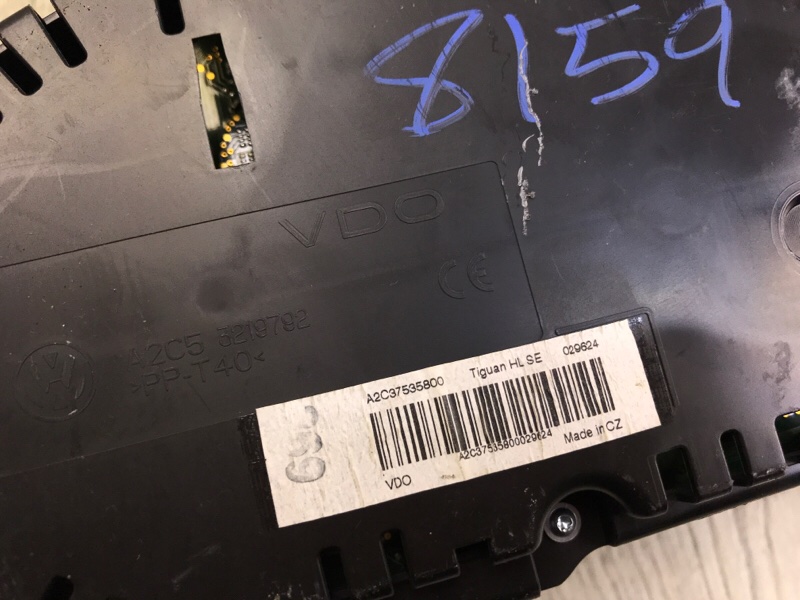 8159
VDO
CE
A2C5 3219792
>PP-T40<
A2C37535800 Tiguan HL SE 029624
A2C37535800029624
VDO Made in CZ